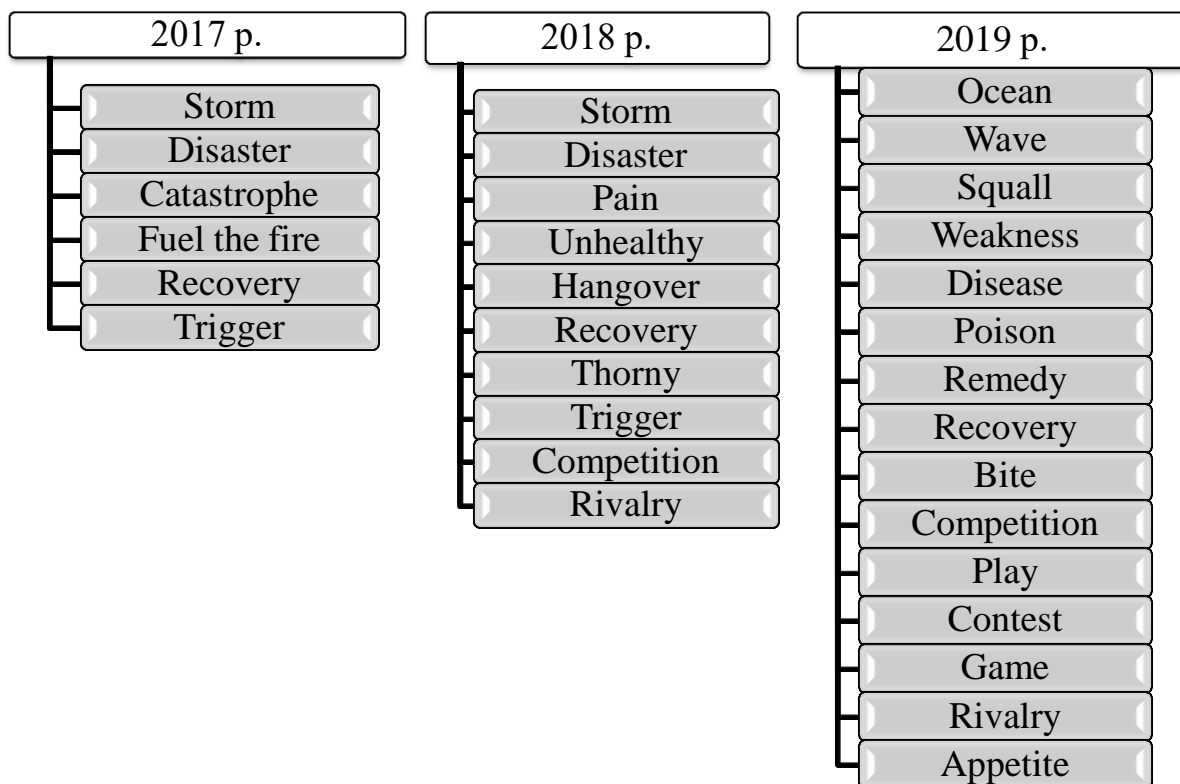 2017 р.
Storm
Disaster
Catastrophe
Fuel the fire
Recovery
Trigger
2018 р.
Storm
Disaster
Pain
Unhealthy
Hangover
Recovery
Thorny
Trigger
Competition
Rivalry
2019 р.
Ocean
Wave
Squall
Weakness
Disease
Poison
Remedy
Recovery
Bite
Competition
Play
Contest
Game
Rivalry
Appetite